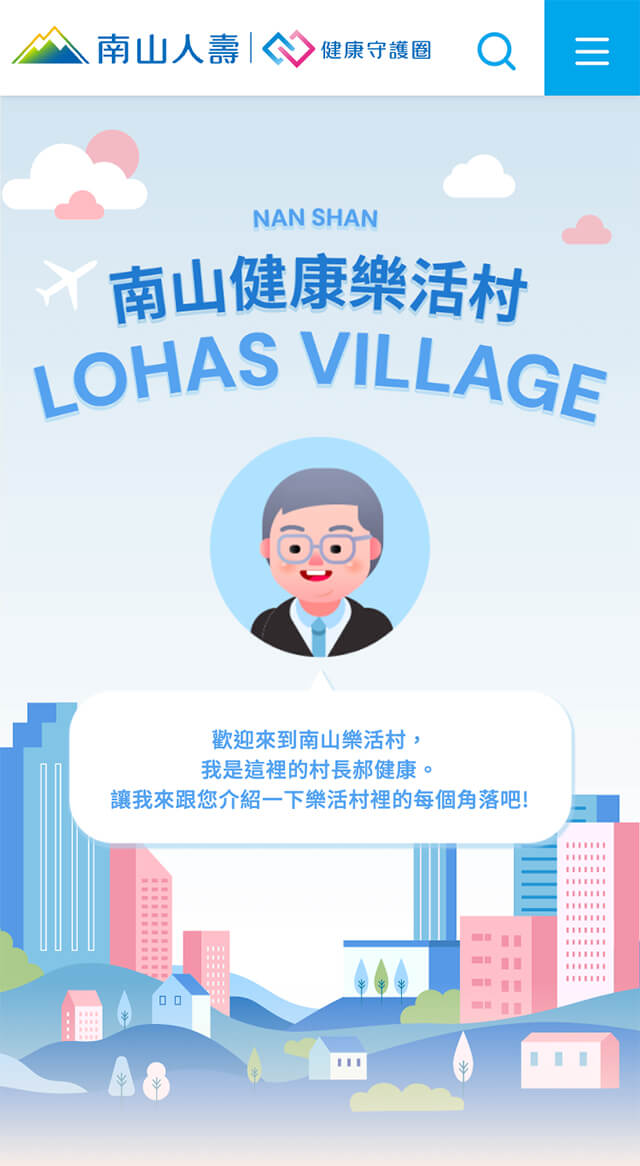 南山人壽 健康守護圈
NAN SHAN
南山健康樂活村
LOHAS VILLAGE
歡迎來到南山樂活村，
我是這裡的村長郝健康。
讓我來跟您介紹一下樂活村裡的每個角落吧!